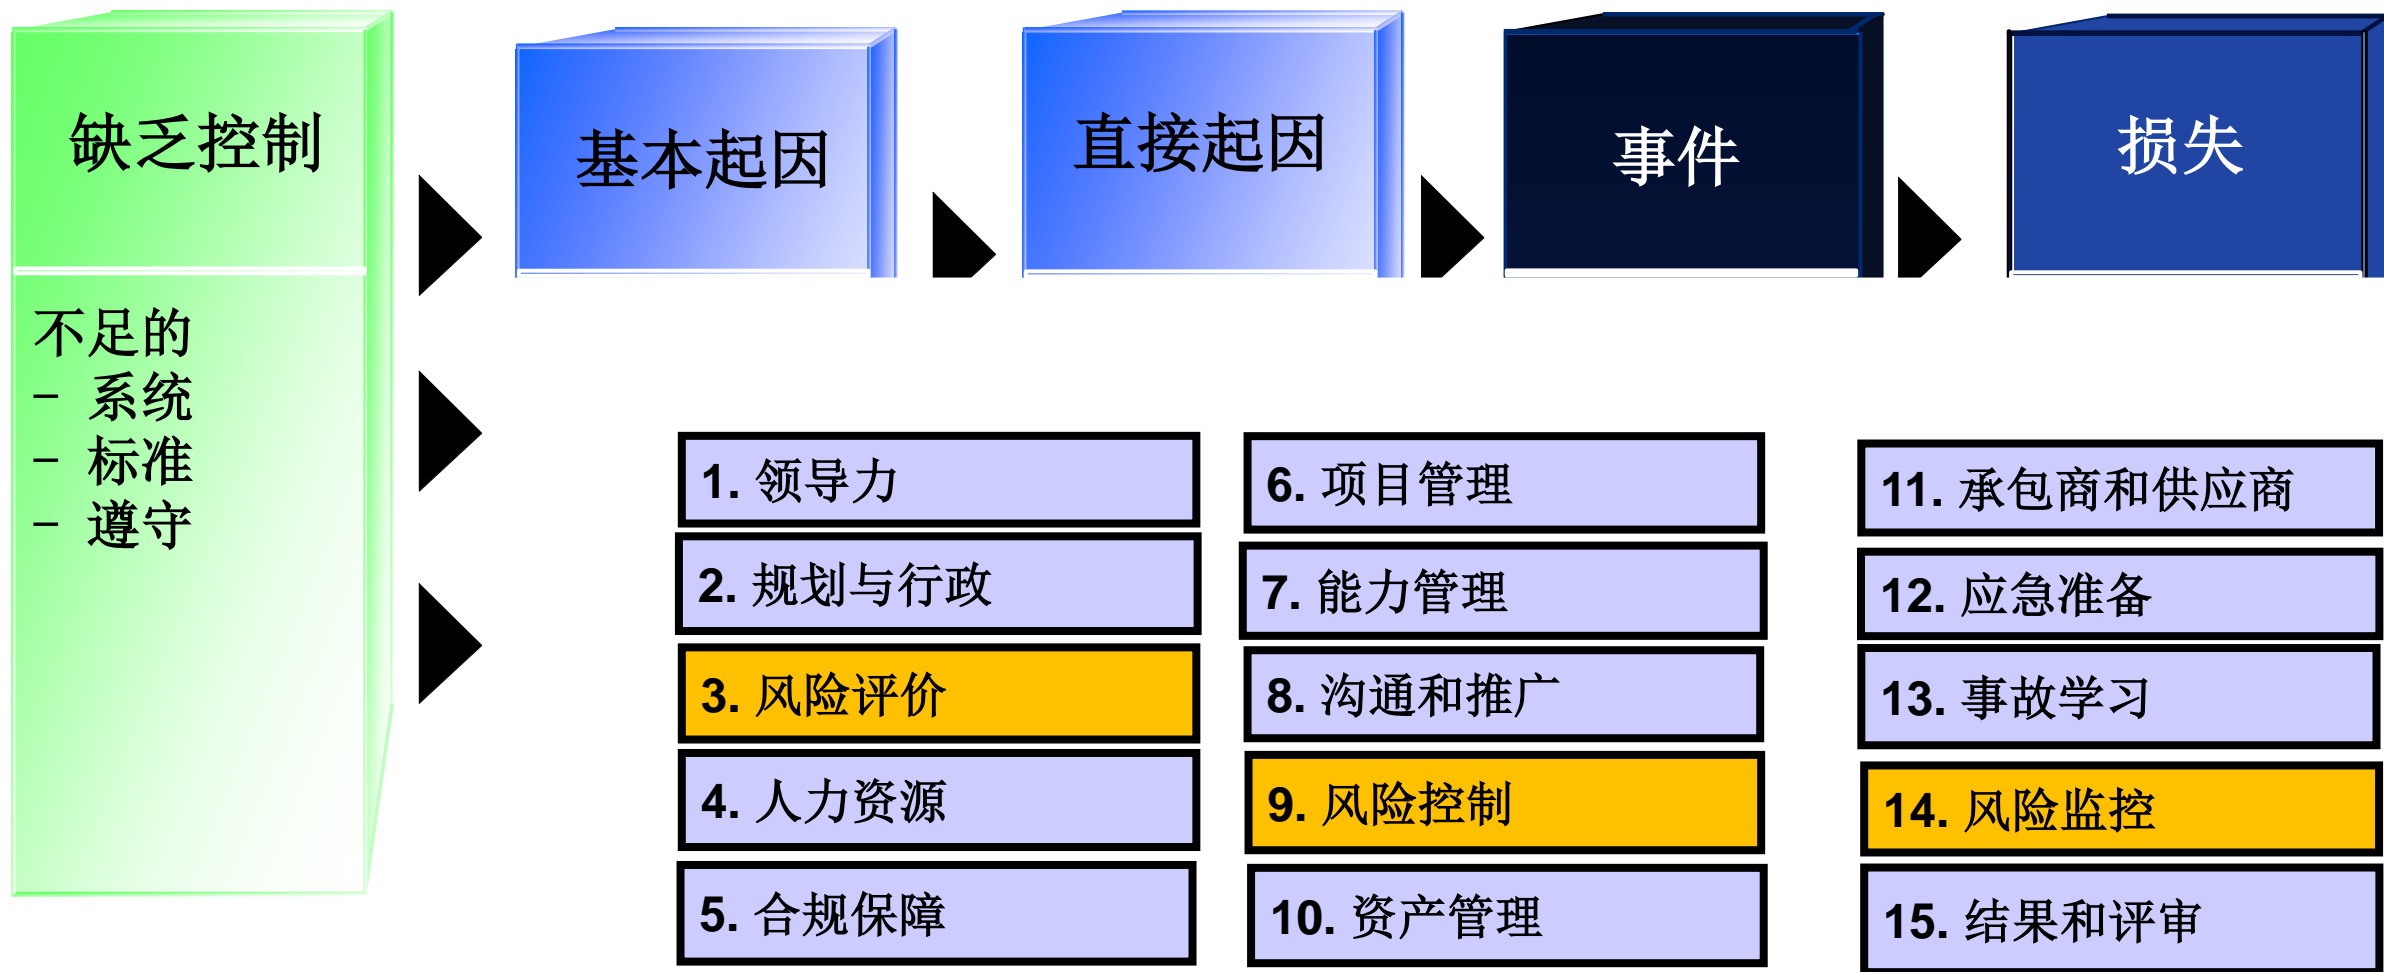 缺乏控制
基本起因
直接起因
事件
损失
不足的
- 系统
- 标准
- 遵守
1. 领导力
2. 规划与行政
3. 风险评价
4. 人力资源
5. 合规保障
6. 项目管理
7. 能力管理
8. 沟通和推广
9. 风险控制
10. 资产管理
11. 承包商和供应商
12. 应急准备
13. 事故学习
14. 风险监控
15. 结果和评审